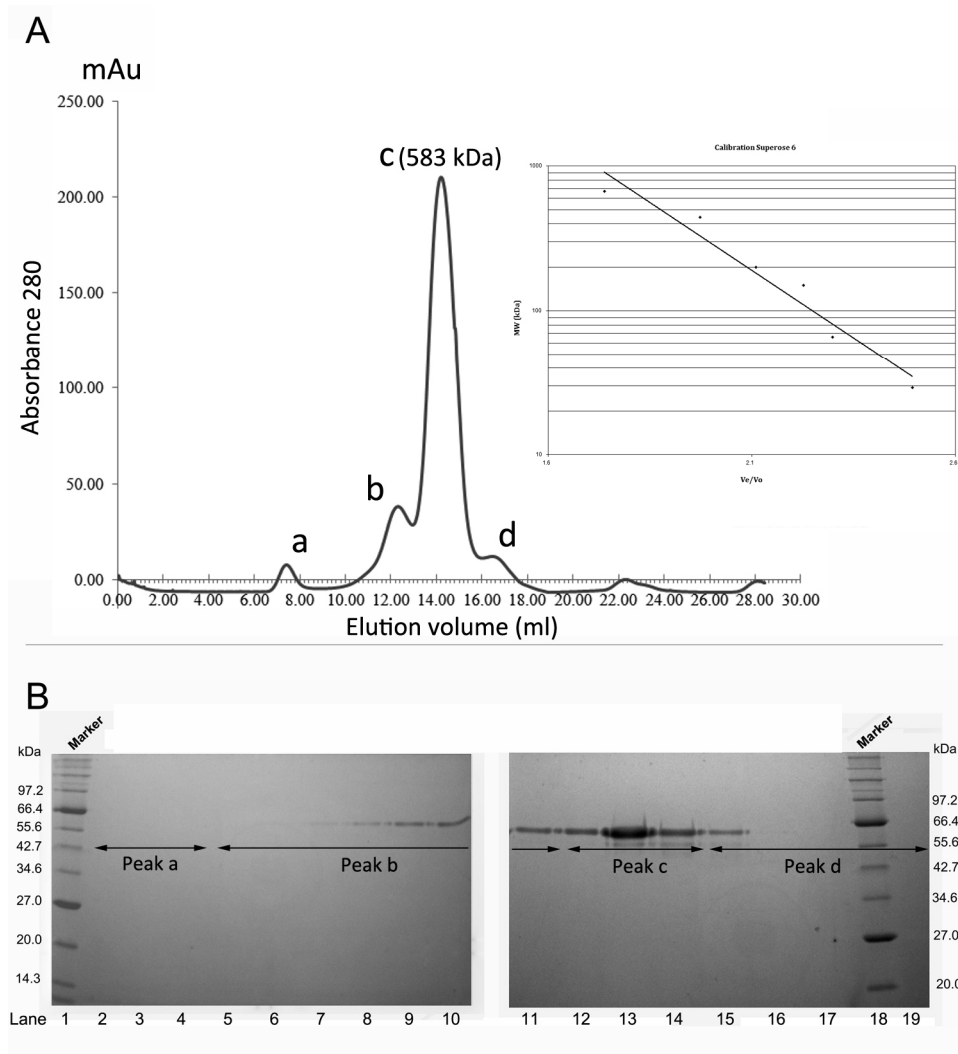 A
mAu
250.00
200.00
150.00
100.00
50.00
0.00
Absorbance 280
0.00 2.00 4.00 6.00 8.00 10.00 12.00 14.00 16.00 18.00 20.00 22.00 24.00 26.00 28.00 30.00
Elution volume (ml)
a
b
c (583 kDa)
d
Calibration Superose 6
1000
100
10
MW (kDa)
1.6 2.1 2.6
Ve/Vo
B
kDa
Marker
97.2
66.4
55.6
42.7
34.6
27.0
20.0
14.3
Peak a
Peak b
Peak c
Peak d
Marker
kDa
97.2
66.4
55.6
42.7
34.6
27.0
20.0
Lane 1 2 3 4 5 6 7 8 9 10 11 12 13 14 15 16 17 18 19